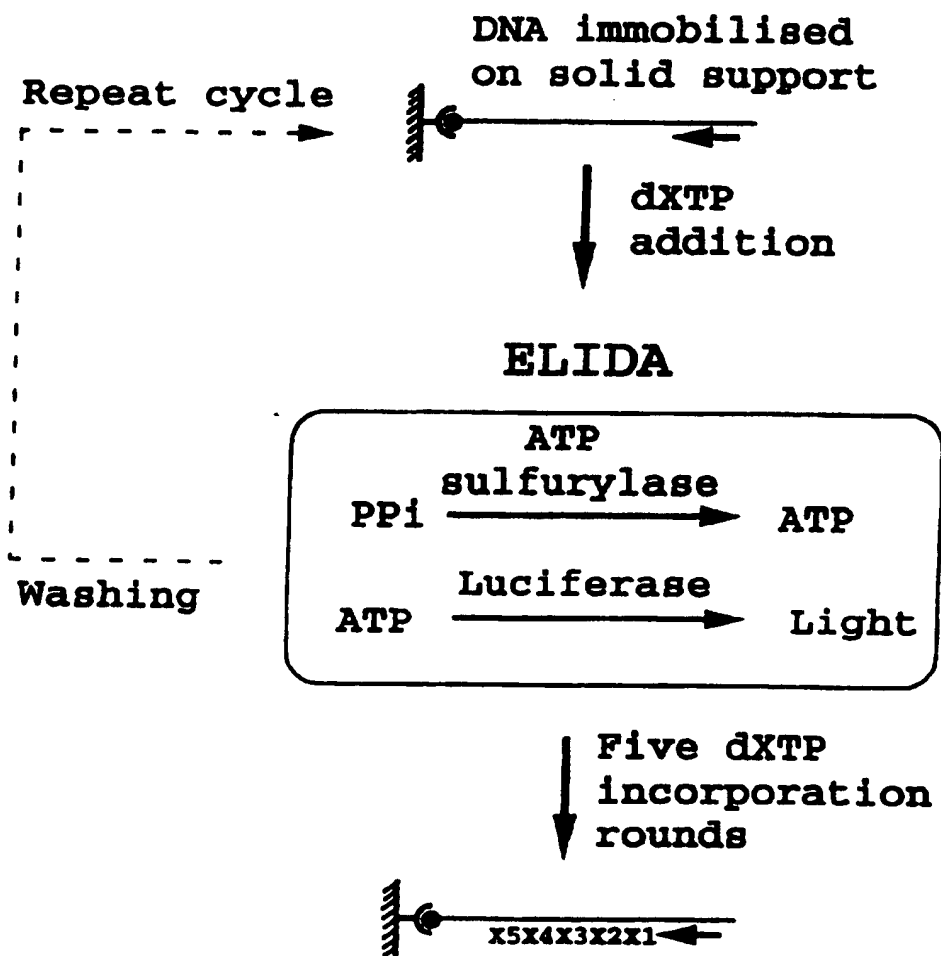 DNA immobilised
on solid support
Repeat cycle
dXTP
addition
ELIDA
ATP
sulfurylase
PPi
ATP
Luciferase
ATP
Light
Washing
Five dXTP
incorporation
rounds
X5X4X3X2X1